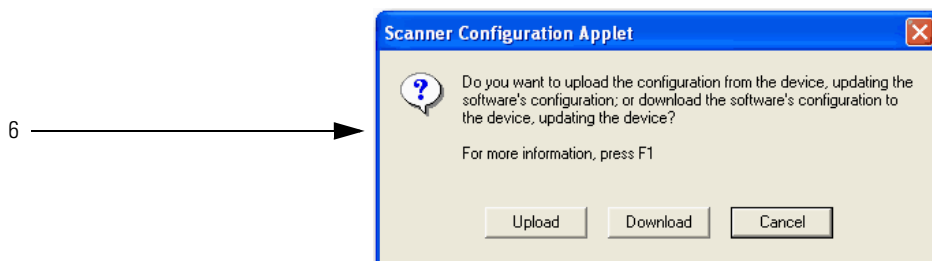 Scanner Configuration Applet
Do you want to upload the configuration from the device, updating the
software's configuration; or download the software's configuration to
the device, updating the device?
6
For more information, press F1
Upload Download Cancel